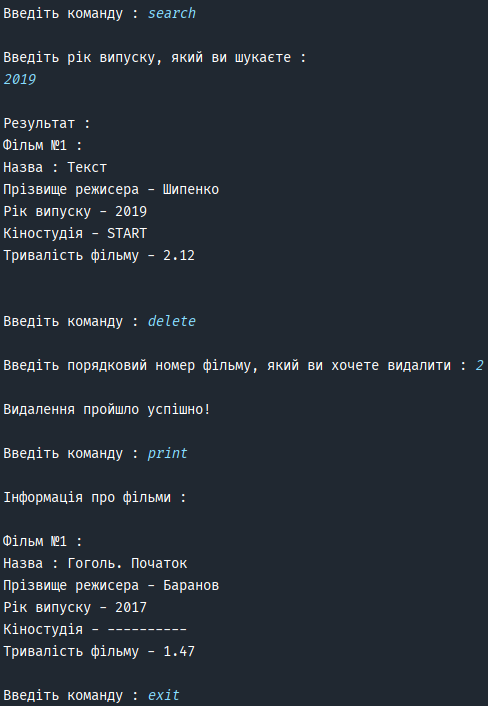 Введіть команду : search
Введіть рік випуску, який ви шукаєте :
2019
Результат :
Фільм №1 :
Назва : Текст
Прізвище режисера - Шипенко
Рік випуску - 2019
Кіностудія - START
Тривалість фільму - 2.12
Введіть команду : delete
Введіть порядковий номер фільму, який ви хочете видалити : 2
Видалення пройшло успішно!
Введіть команду : print
Інформація про фільми :
Фільм №1 :
Назва : Гоголь. Початок
Прізвище режисера - Баранов
Рік випуску - 2017
Кіностудія - ----------
Тривалість фільму - 1.47
Введіть команду : exit